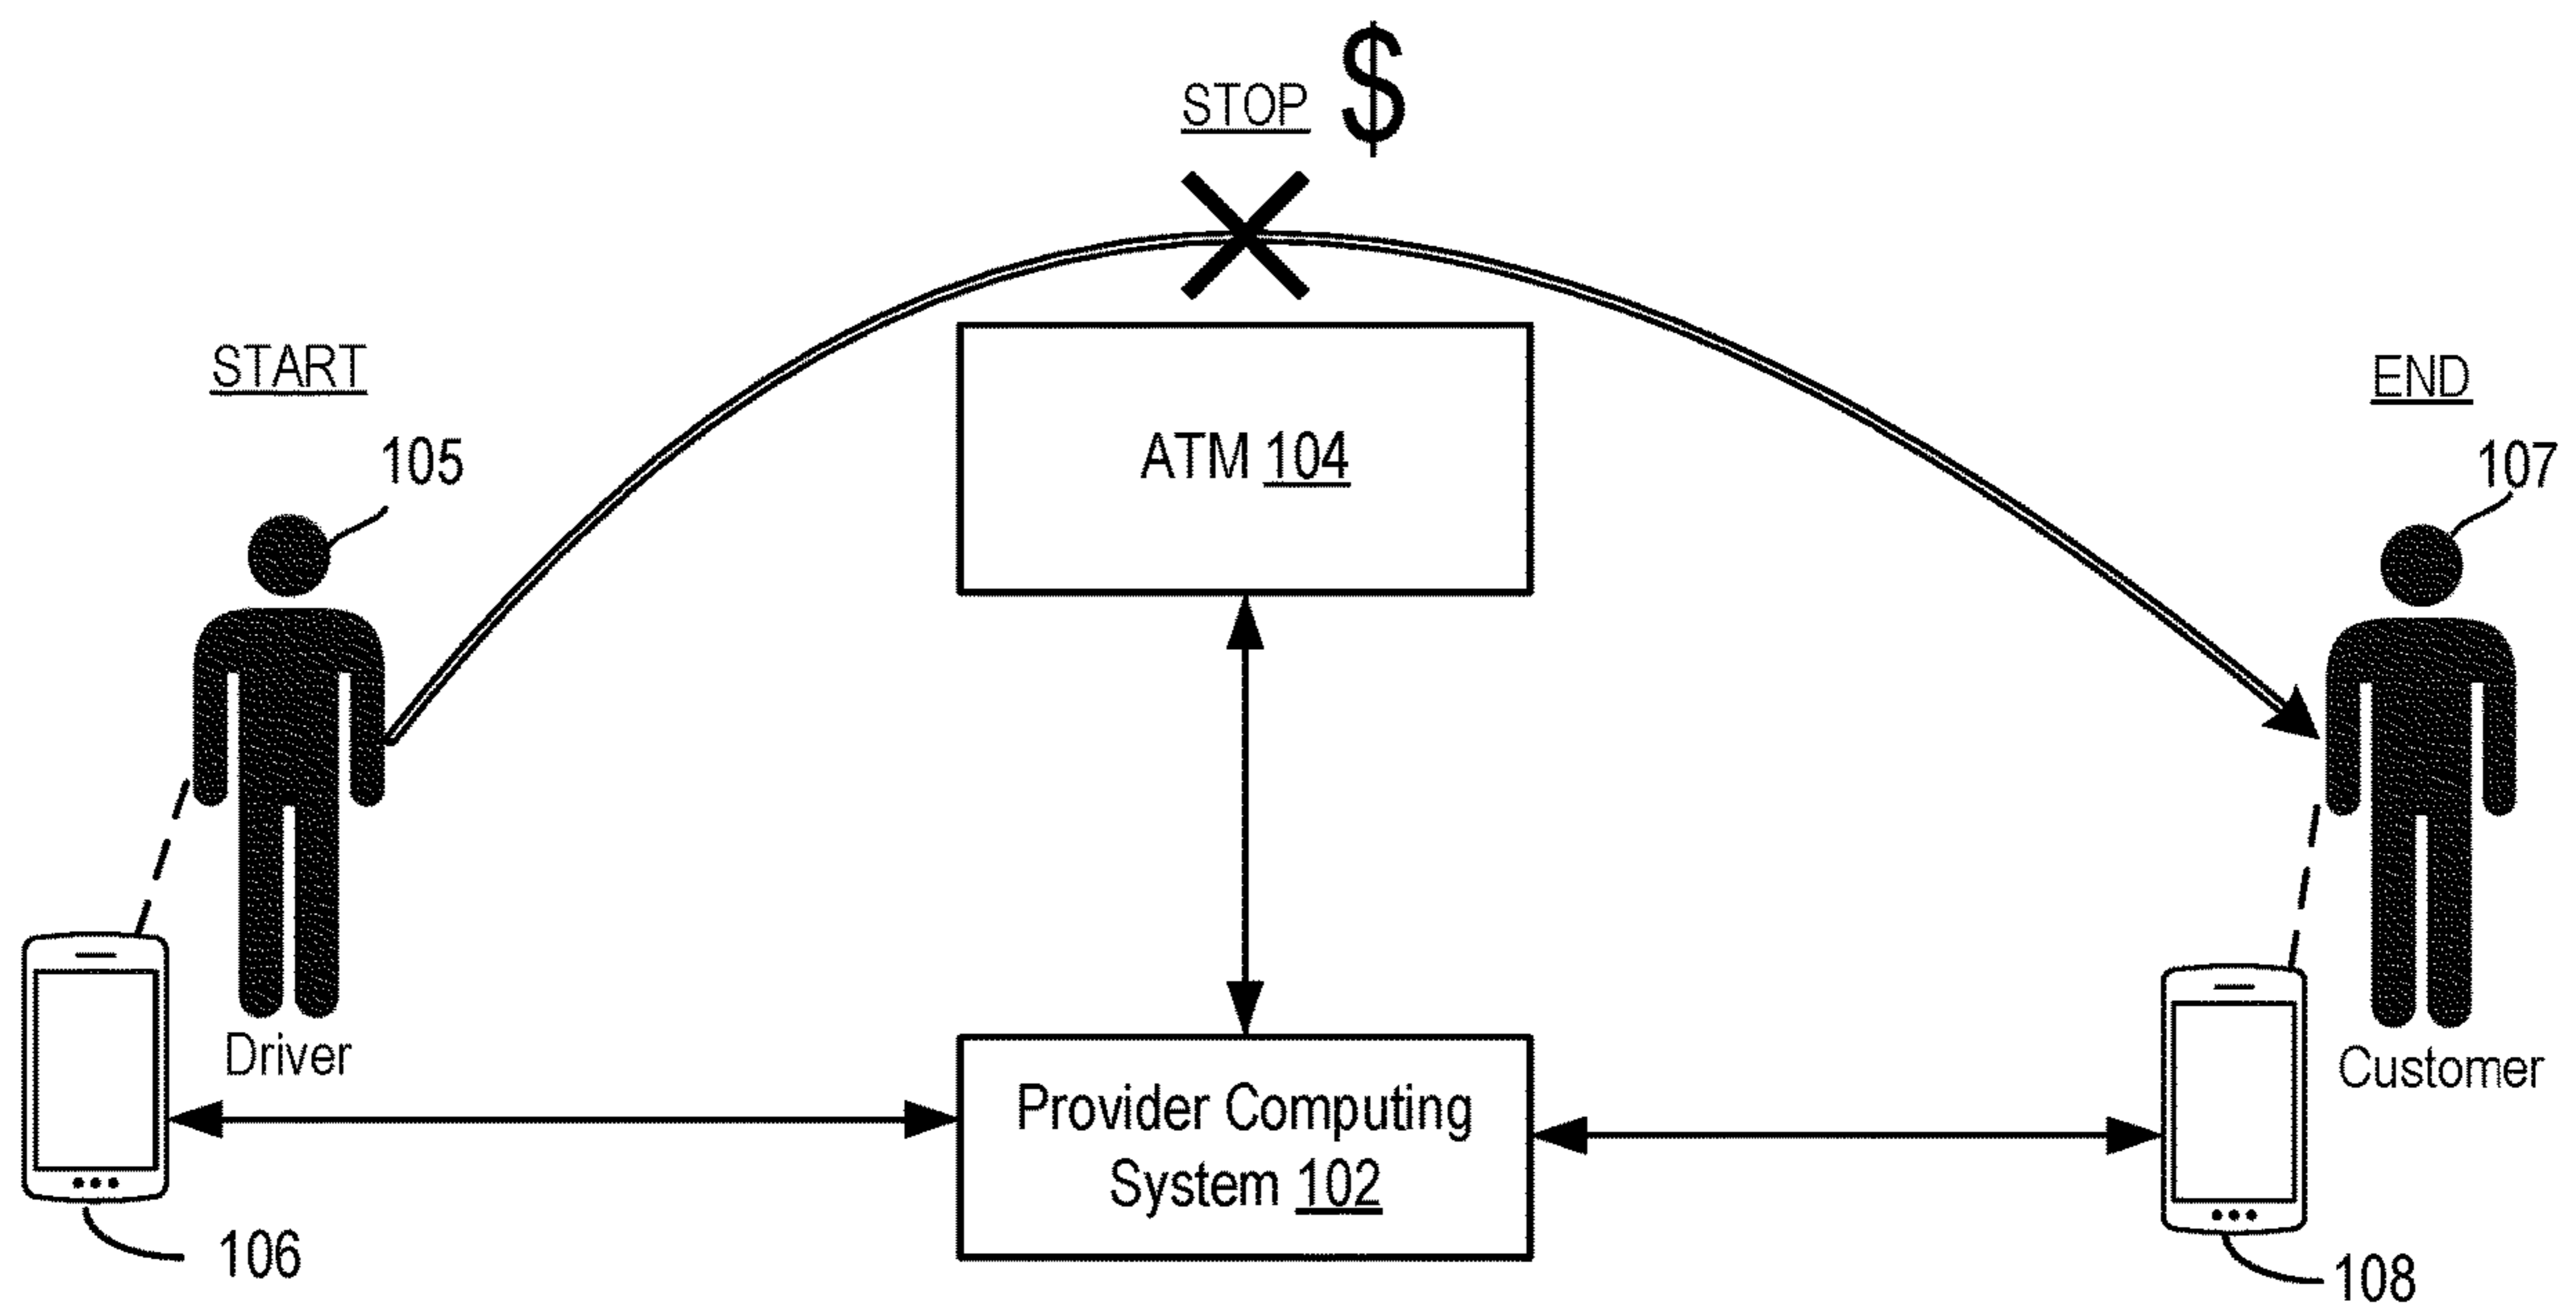 STOP $
START
END
105
107
ATM 104
Driver
Customer
Provider Computing
System 102
106
108